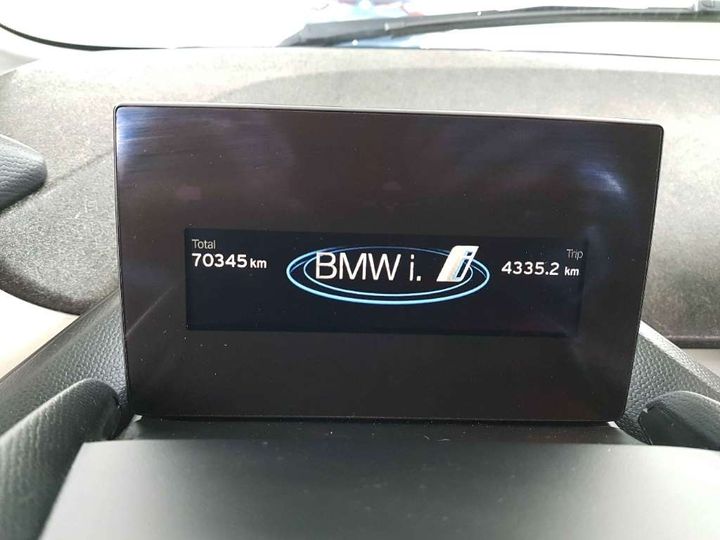 Total
70345 km
BMW i. i
Trip
4335.2 km